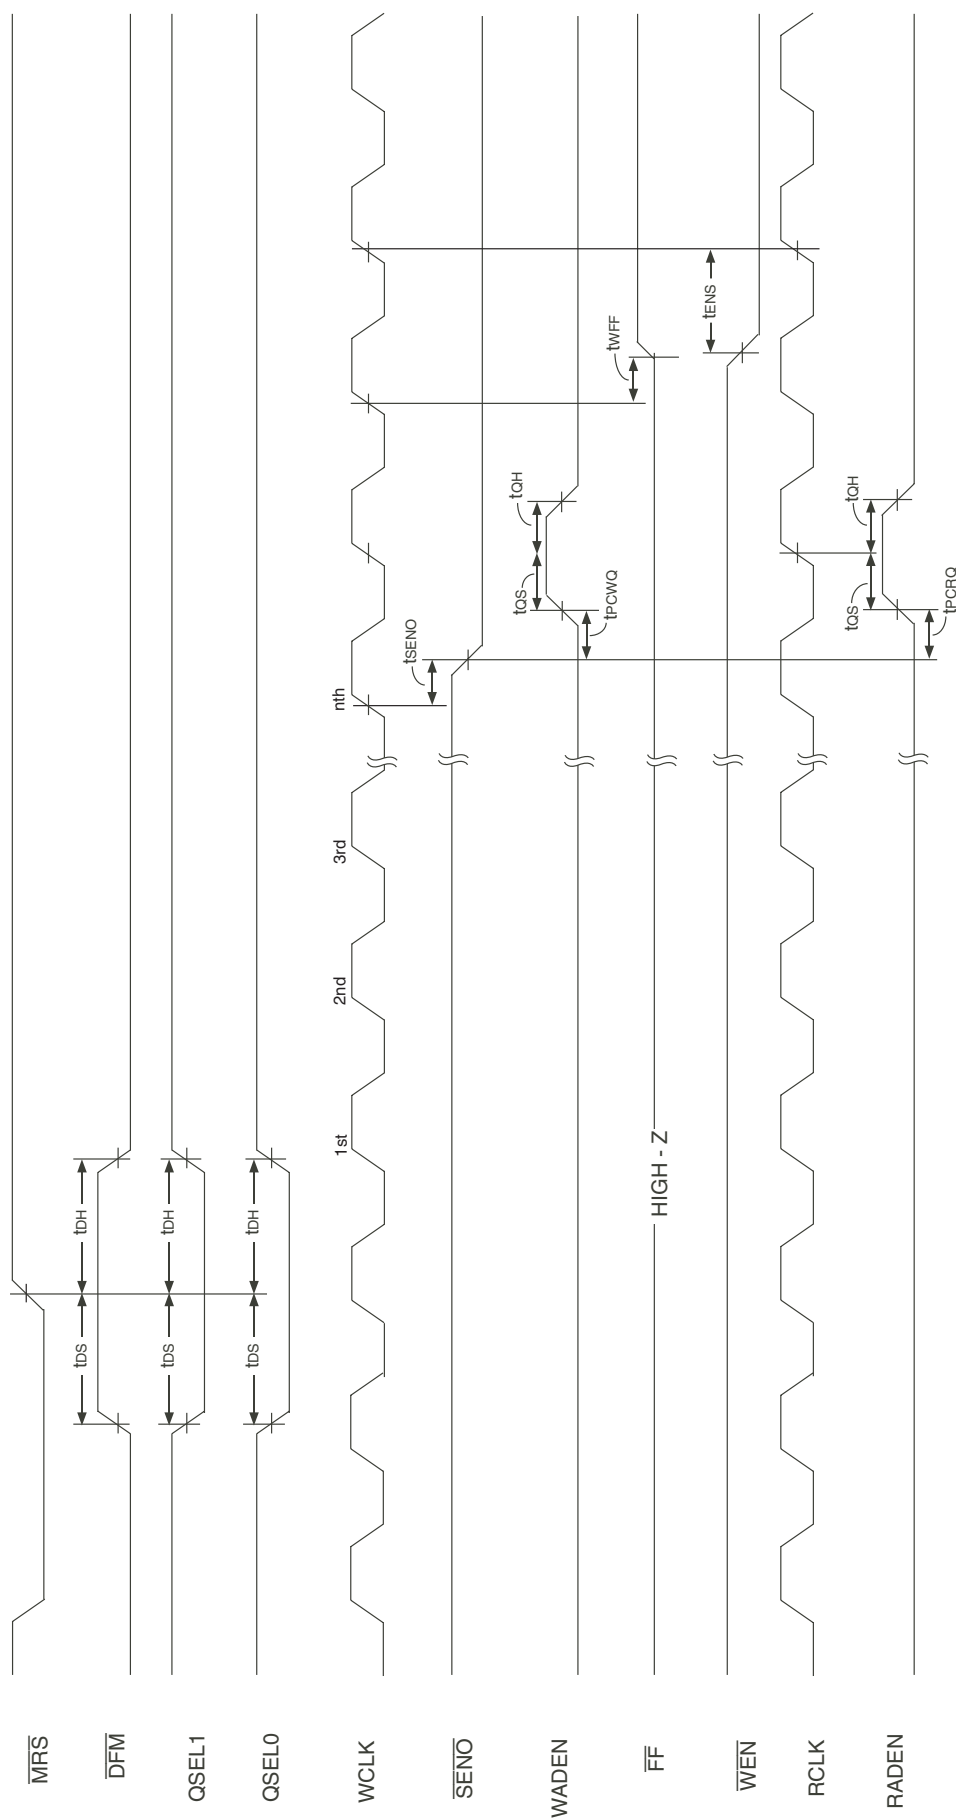 MRS
tDS
tDH
DFM
tDS
tDH
QSEL1
tDS
tDH
QSEL0
1st
2nd
3rd
nth
WCLK
tSENO
SENO
tQS
tQH
WADEN
tPCWQ
tWFF
HIGH - Z
FF
tENS
WEN
RCLK
tQS
tQH
RADEN
tPCRQ